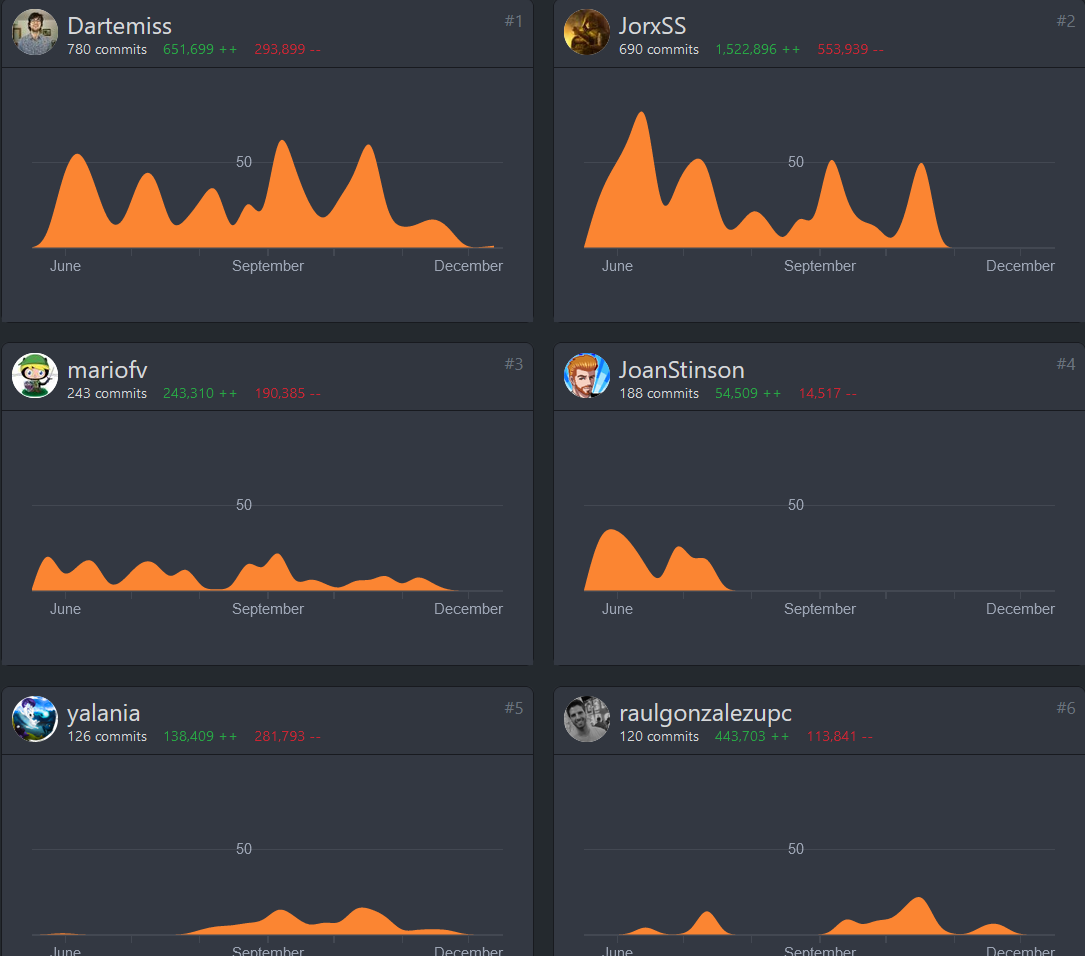 Dartemiss #1
780 commits 651,699 ++ 293,899 --
50
June September December
JorxSS #2
690 commits 1,522,896 ++ 553,939 --
50
June September December
mariofv #3
243 commits 243,310 ++ 190,385 --
50
June September December
JoanStinson #4
188 commits 54,509 ++ 14,517 --
50
June September December
yalania #5
126 commits 138,409 ++ 281,793 --
50
June September December
raulgonzalezupc #6
120 commits 443,703 ++ 113,841 --
50
June September December